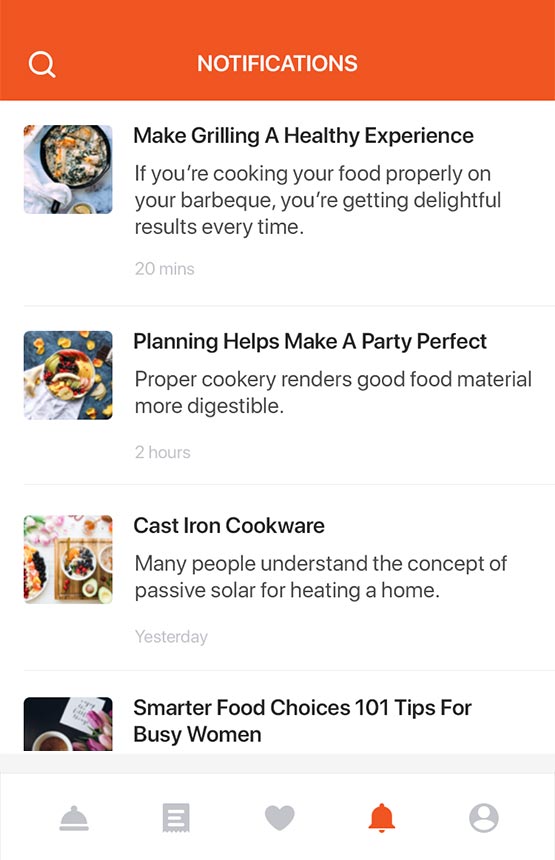 NOTIFICATIONS
Make Grilling A Healthy Experience
If you’re cooking your food properly on
your barbeque, you’re getting delightful
results every time.
20 mins
Planning Helps Make A Party Perfect
Proper cookery renders good food material
more digestible.
2 hours
Cast Iron Cookware
Many people understand the concept of
passive solar for heating a home.
Yesterday
Smarter Food Choices 101 Tips For
Busy Women